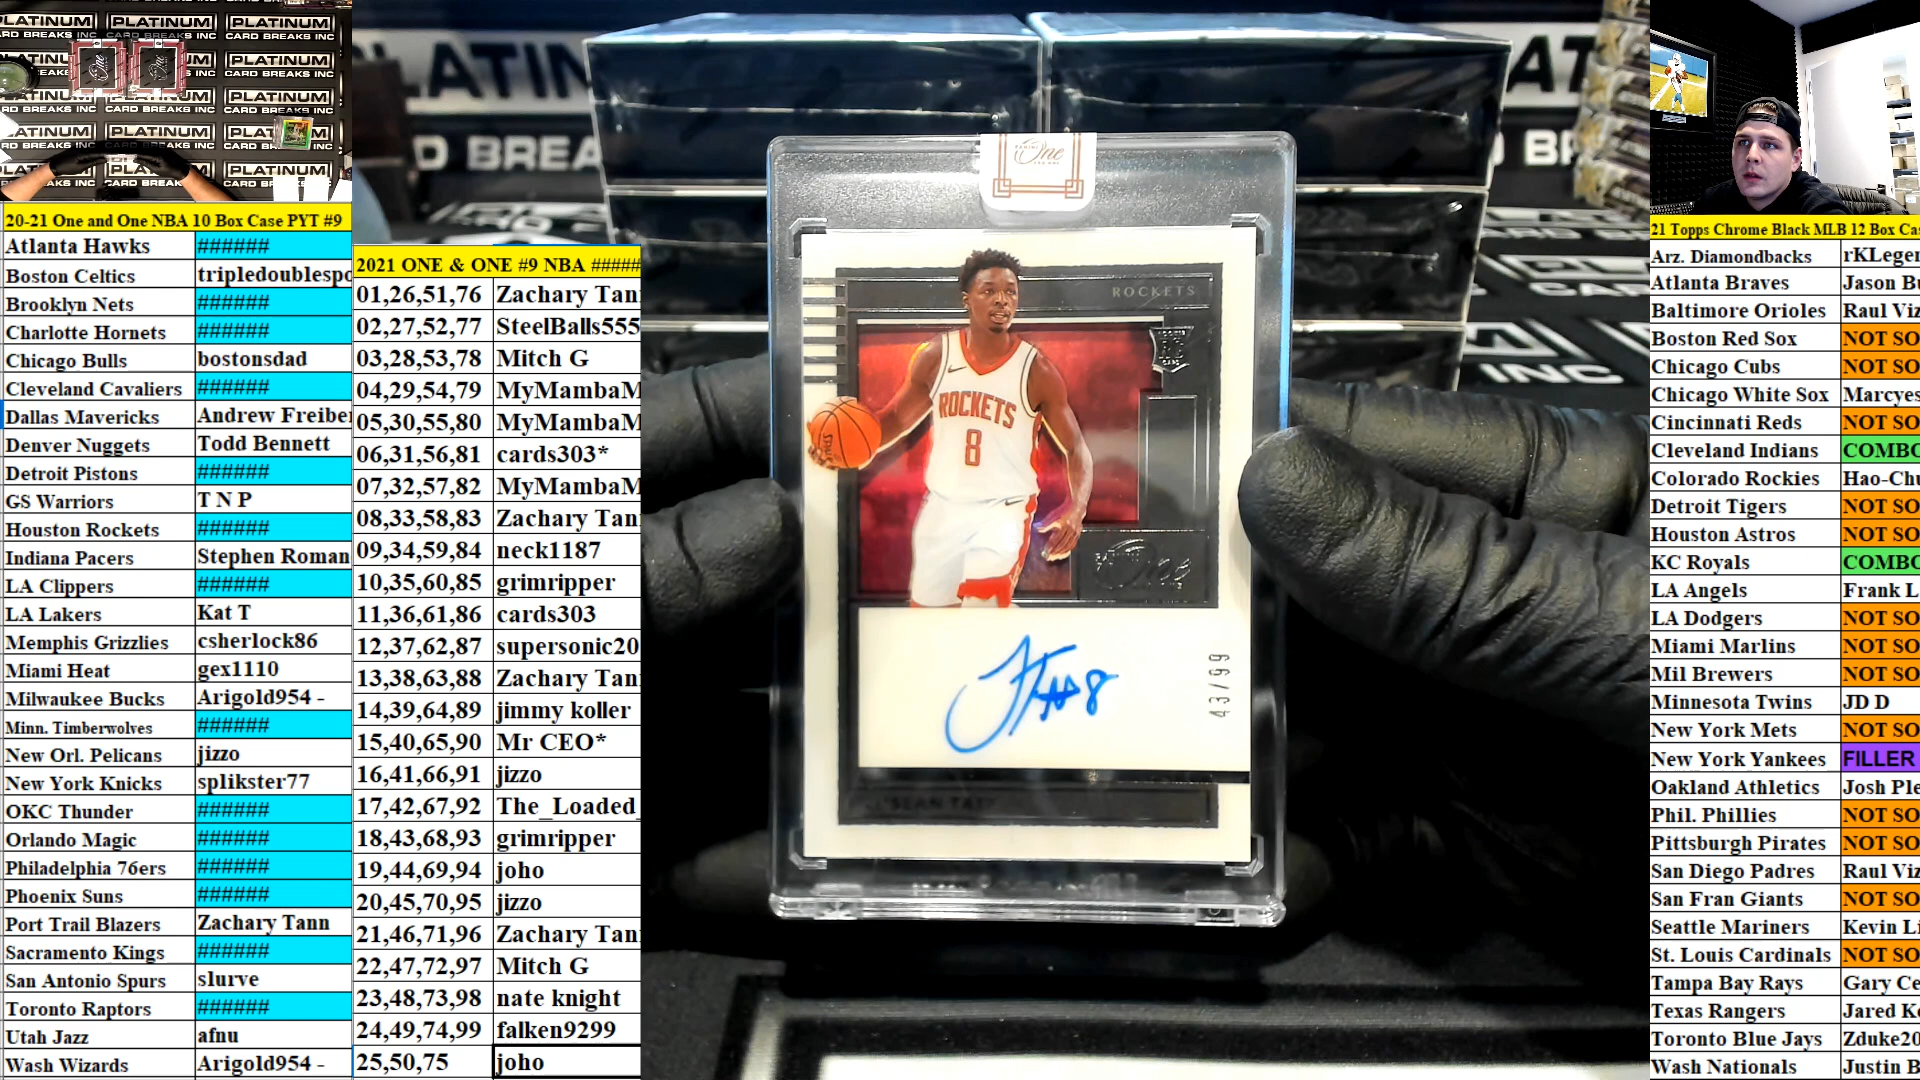 PLATINUM
CARD BREAKS INC
20-21 One and One NBA 10 Box Case PYT #9
Atlanta Hawks ######
Boston Celtics tripledoublespo
Brooklyn Nets ######
Charlotte Hornets ######
Chicago Bulls bostonsdad
Cleveland Cavaliers ######
Dallas Mavericks Andrew Freiber
Denver Nuggets Todd Bennett
Detroit Pistons ######
GS Warriors T N P
Houston Rockets ######
Indiana Pacers Stephen Roman
LA Clippers ######
LA Lakers Kat T
Memphis Grizzlies csherlock86
Miami Heat gex1110
Milwaukee Bucks Arigold954 -
Minn. Timberwolves ######
New Orl. Pelicans jizzo
New York Knicks splikster77
OKC Thunder ######
Orlando Magic ######
Philadelphia 76ers ######
Phoenix Suns ######
Port Trail Blazers Zachary Tann
Sacramento Kings ######
San Antonio Spurs slurve
Toronto Raptors ######
Utah Jazz afnu
Wash Wizards Arigold954 -
2021 ONE & ONE #9 NBA #####
01,26,51,76 Zachary Tan
02,27,52,77 SteelBalls555
03,28,53,78 Mitch G
04,29,54,79 MyMambaM
05,30,55,80 MyMambaM
06,31,56,81 cards303*
07,32,57,82 MyMambaM
08,33,58,83 Zachary Tan
09,34,59,84 neck1187
10,35,60,85 grimripper
11,36,61,86 cards303
12,37,62,87 supersonic20
13,38,63,88 Zachary Tan
14,39,64,89 jimmy koller
15,40,65,90 Mr CEO*
16,41,66,91 jizzo
17,42,67,92 The_Loaded_
18,43,68,93 grimripper
19,44,69,94 joho
20,45,70,95 jizzo
21,46,71,96 Zachary Tan
22,47,72,97 Mitch G
23,48,73,98 nate knight
24,49,74,99 falken9299
25,50,75 joho
One
ROCKETS
RC
ROCKETS
8
One
#8
43/99
21 Topps Chrome Black MLB 12 Box Cas
Arz. Diamondbacks rKLegen
Atlanta Braves Jason Bu
Baltimore Orioles Raul Viz
Boston Red Sox NOT SO
Chicago Cubs NOT SO
Chicago White Sox Marcyes
Cincinnati Reds NOT SO
Cleveland Indians COMBO
Colorado Rockies Hao-Chu
Detroit Tigers NOT SO
Houston Astros NOT SO
KC Royals COMBO
LA Angels Frank L
LA Dodgers NOT SO
Miami Marlins NOT SO
Mil Brewers NOT SO
Minnesota Twins JD D
New York Mets NOT SO
New York Yankees FILLER
Oakland Athletics Josh Ple
Phil. Phillies NOT SO
Pittsburgh Pirates NOT SO
San Diego Padres Raul Viz
San Fran Giants NOT SO
Seattle Mariners Kevin Li
St. Louis Cardinals NOT SO
Tampa Bay Rays Gary Ce
Texas Rangers Jared Ko
Toronto Blue Jays Zduke20
Wash Nationals Justin B